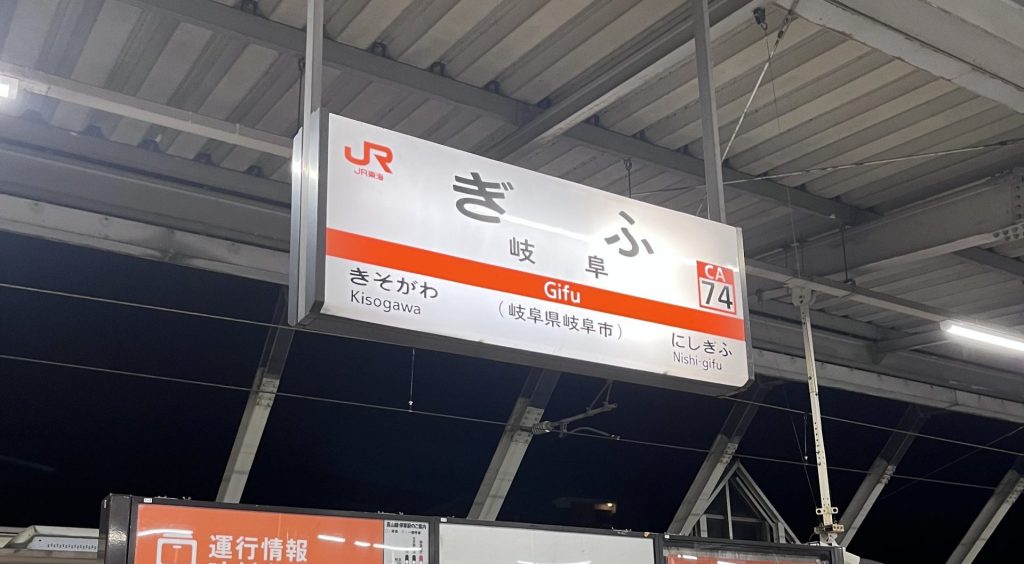 JR
JR東海
ぎふ
岐阜
CA
74
Gifu
きそがわ
Kisogawa
(岐阜県岐阜市)
にしぎふ
Nishi-gifu
運行情報